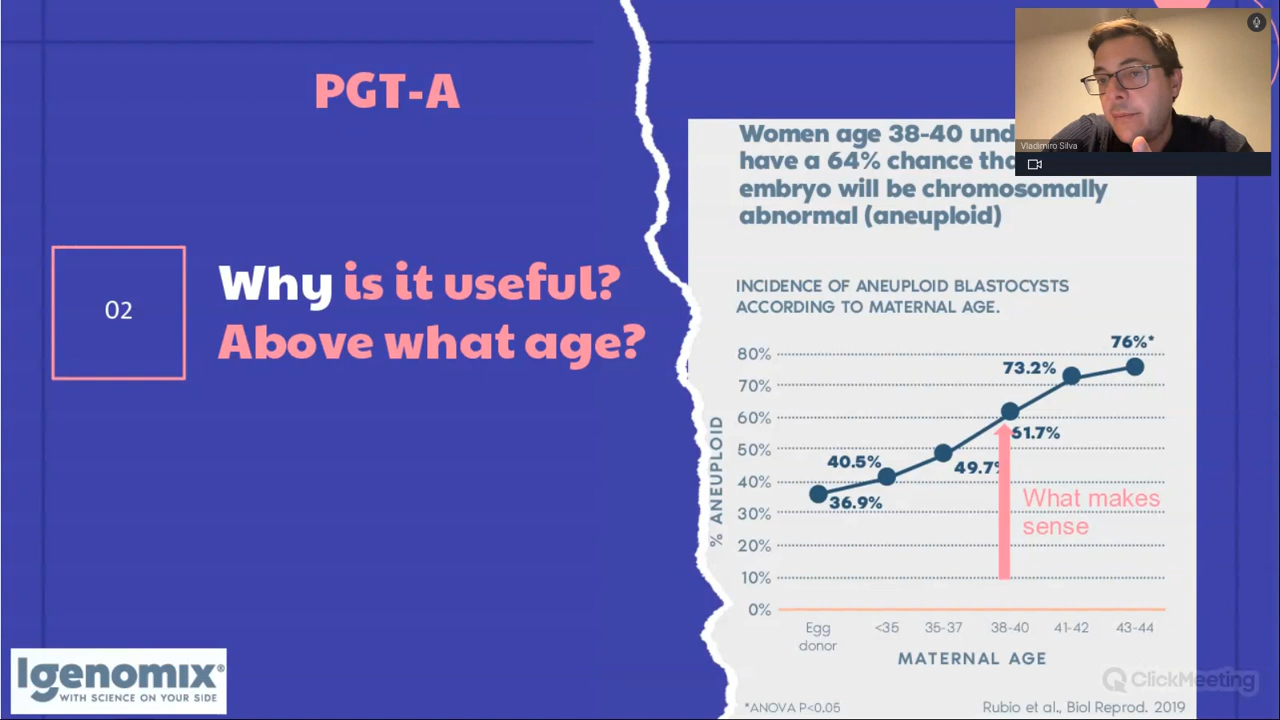 PGT-A
02
Why is it useful?
Above what age?
Igenomix®
WITH SCIENCE ON YOUR SIDE
Vladimiro Silva
Women age 38-40
have a 64% chance
embryo will be chromosomally
abnormal (aneuploid)
INCIDENCE OF ANEUPLOID BLASTOCYSTS
ACCORDING TO MATERNAL AGE.
% ANEUPLOID
80%
70%
60%
50%
40%
30%
20%
10%
0%
36.9%
40.5%
49.7%
61.7%
73.2%
76%*
What makes
sense
Egg donor
<35
35-37
38-40
41-42
43-44
MATERNAL AGE
ClickMeeting
*ANOVA P<0.05
Rubio et al., Biol Reprod. 2019